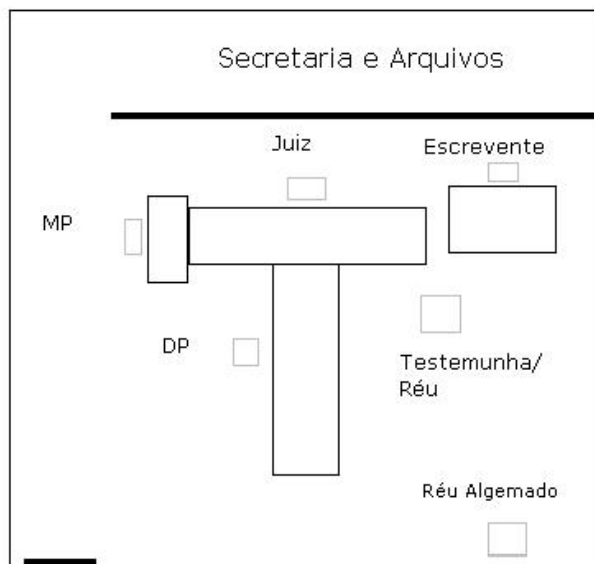 Secretaria e Arquivos
Juiz
Escrevente
MP
DP
Testemunha/
Réu
Réu Algemado